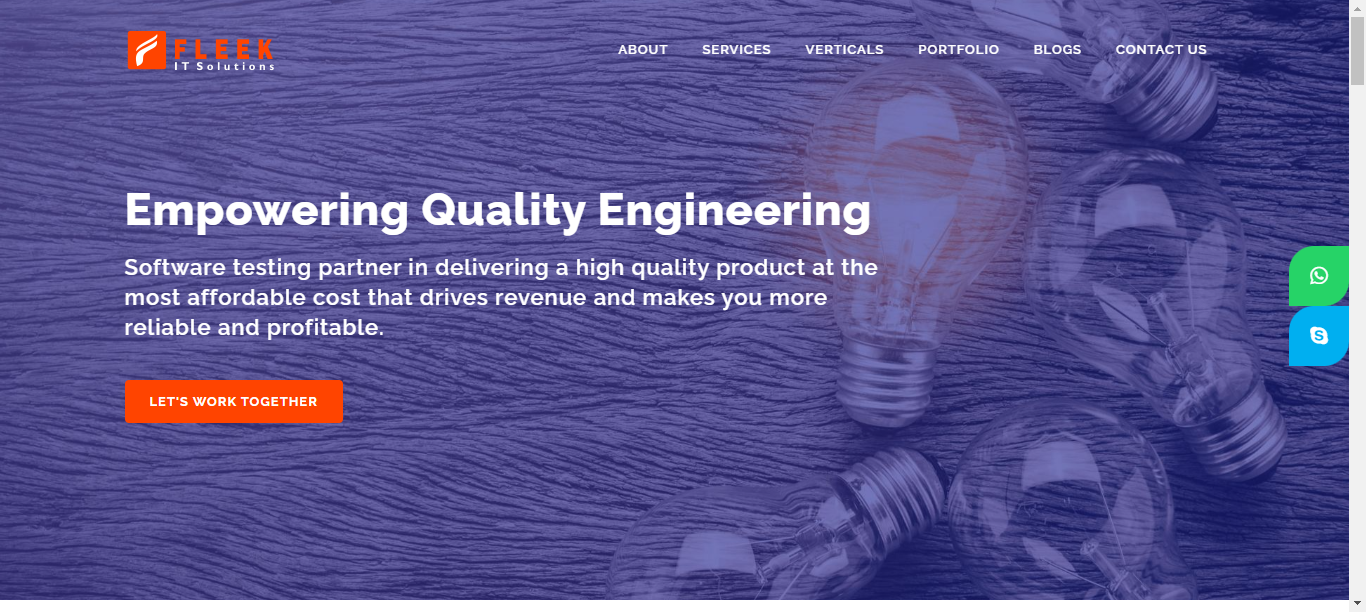 FLEEK
IT Solutions
ABOUT SERVICES VERTICALS PORTFOLIO BLOGS CONTACT US
Empowering Quality Engineering
Software testing partner in delivering a high quality product at the
most affordable cost that drives revenue and makes you more
reliable and profitable.
LET'S WORK TOGETHER